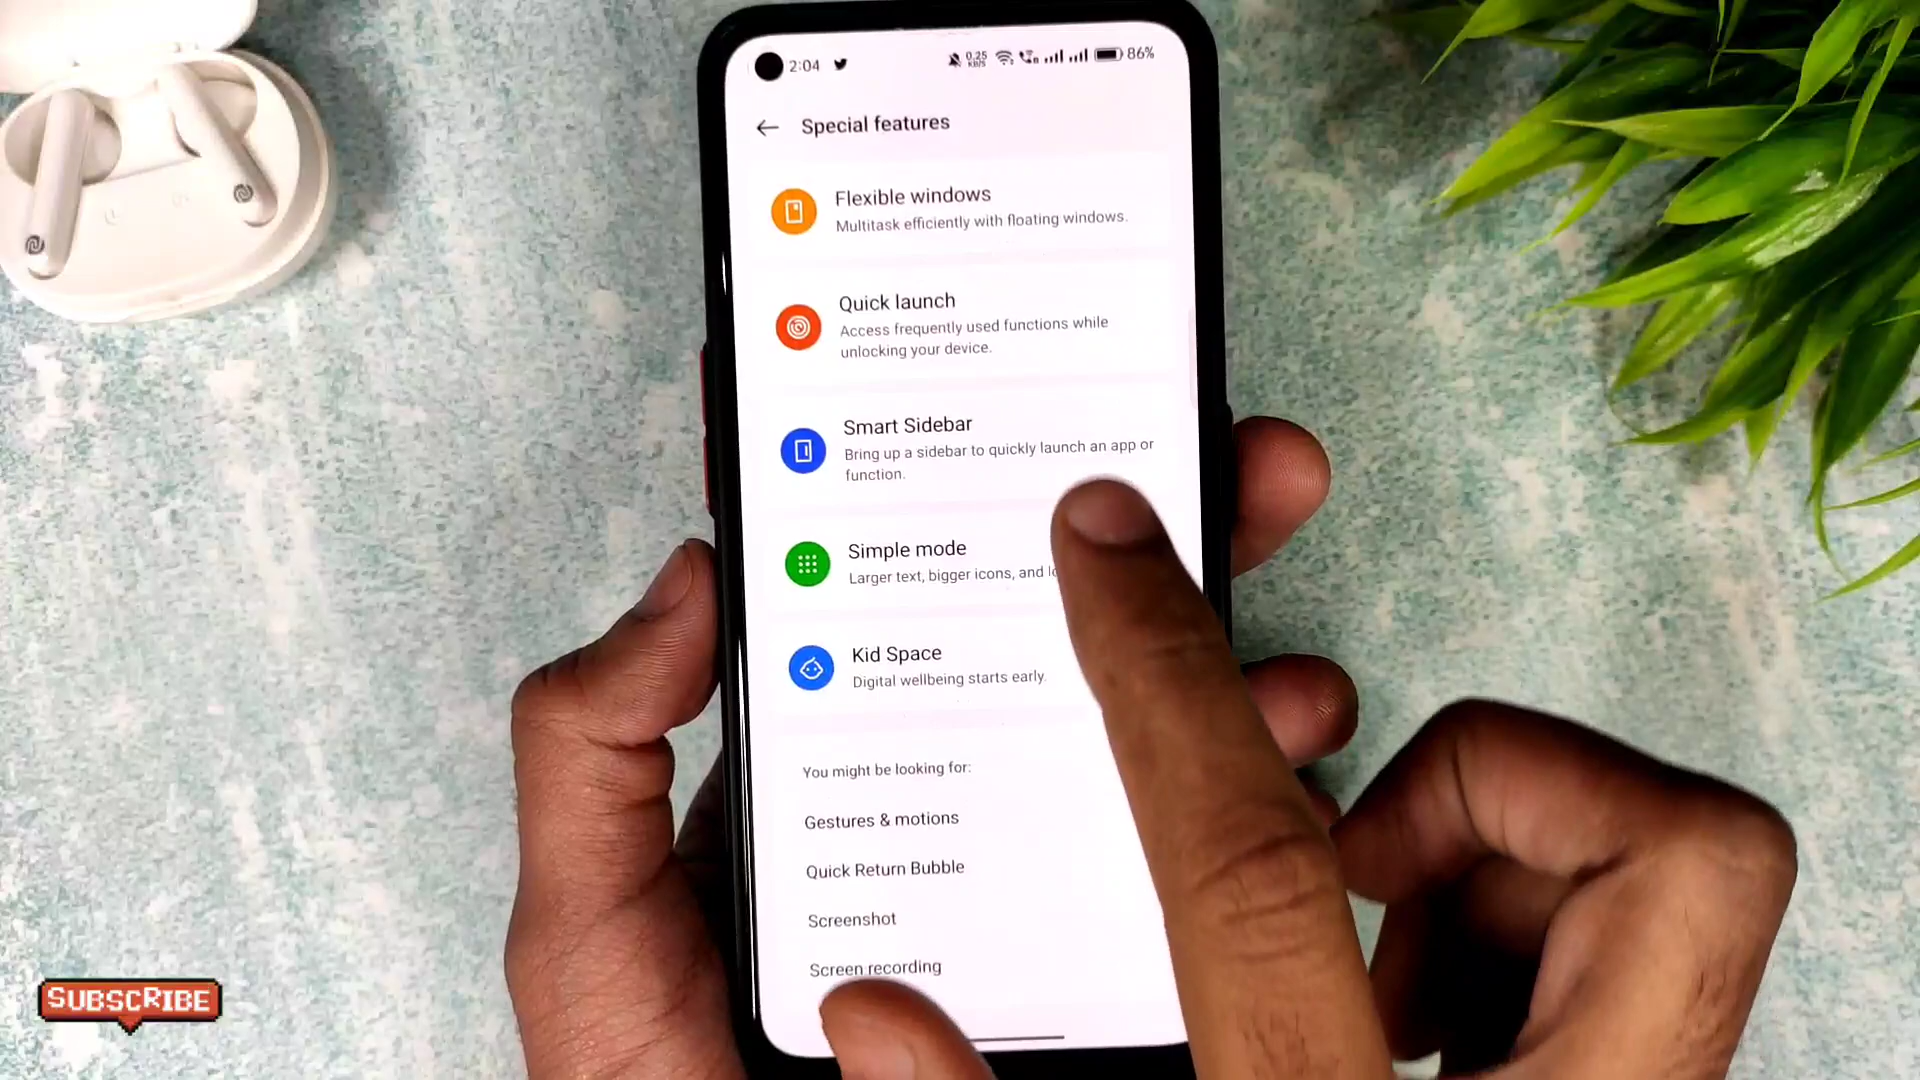 2:04
0.25
KB/S
86%
Special features
Flexible windows
Multitask efficiently with floating windows.
Quick launch
Access frequently used functions while
unlocking your device.
Smart Sidebar
Bring up a sidebar to quickly launch an app or
function.
Simple mode
Larger text, bigger icons, and
Kid Space
Digital wellbeing starts early.
You might be looking for:
Gestures & motions
Quick Return Bubble
Screenshot
Screen recording
SUBSCRIBE